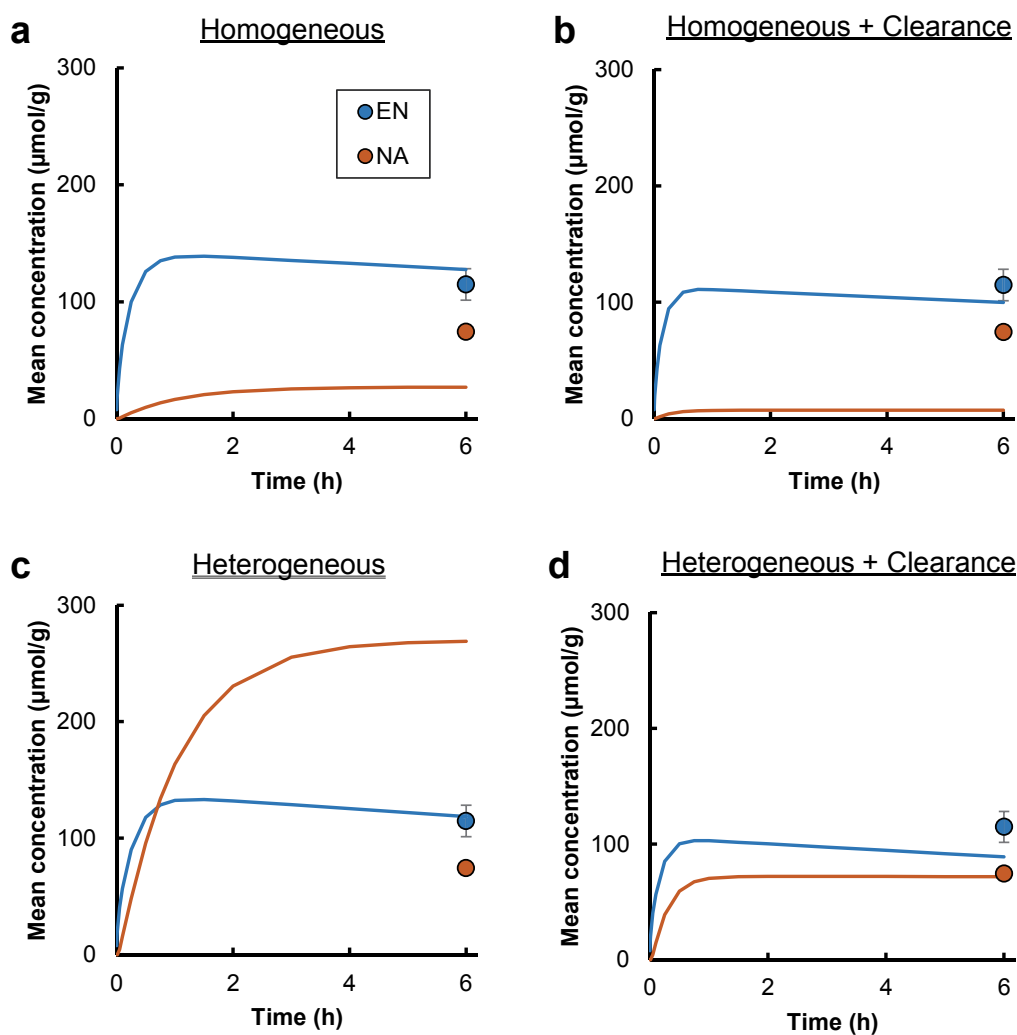 a
Homogeneous
300
200
100
0
Mean concentration (µmol/g)
EN
NA
0 2 4 6
Time (h)
b
Homogeneous + Clearance
300
200
100
0
Mean concentration (µmol/g)
0 2 4 6
Time (h)
c
Heterogeneous
300
200
100
0
Mean concentration (µmol/g)
0 2 4 6
Time (h)
d
Heterogeneous + Clearance
300
200
100
0
Mean concentration (µmol/g)
0 2 4 6
Time (h)